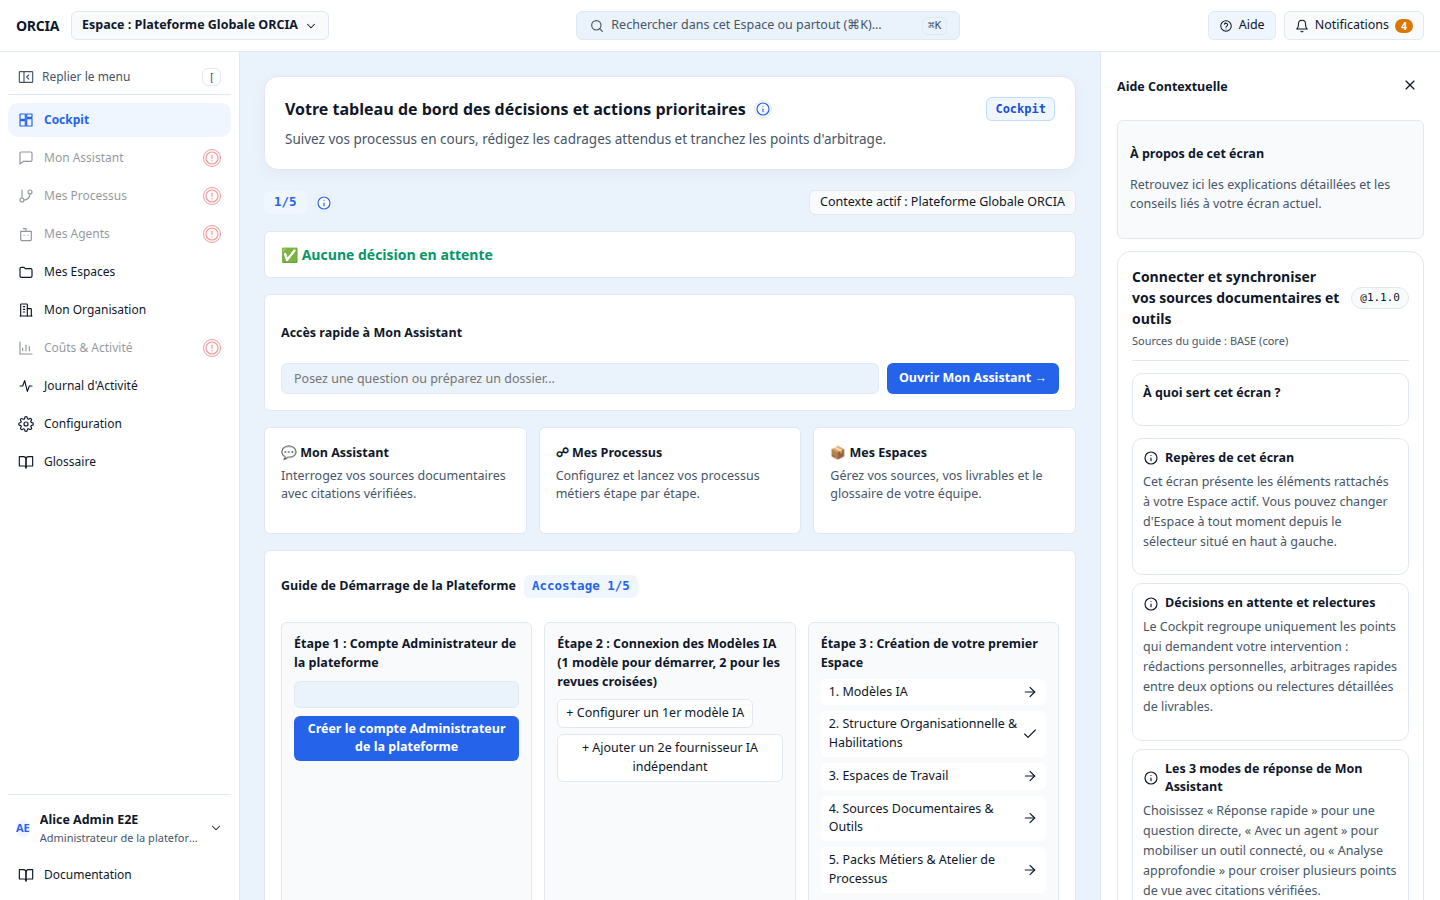 ORCIA
Espace : Plateforme Globale ORCIA
Rechercher dans cet Espace ou partout (⌘K)...
⌘K
Aide
Notifications
4
Replier le menu
[
Cockpit
Mon Assistant
Mes Processus
Mes Agents
Mes Espaces
Mon Organisation
Coûts & Activité
Journal d'Activité
Configuration
Glossaire
AE
Alice Admin E2E
Administrateur de la platefor...
Documentation
Votre tableau de bord des décisions et actions prioritaires
Cockpit
Suivez vos processus en cours, rédigez les cadrages attendus et tranchez les points d'arbitrage.
1/5
Contexte actif : Plateforme Globale ORCIA
✅ Aucune décision en attente
Accès rapide à Mon Assistant
Posez une question ou préparez un dossier...
Ouvrir Mon Assistant →
💬 Mon Assistant
Interrogez vos sources documentaires
avec citations vérifiées.
☍ Mes Processus
Configurez et lancez vos processus
métiers étape par étape.
📦 Mes Espaces
Gérez vos sources, vos livrables et le
glossaire de votre équipe.
Guide de Démarrage de la Plateforme
Accostage 1/5
Étape 1 : Compte Administrateur de
la plateforme
Créer le compte Administrateur
de la plateforme
Étape 2 : Connexion des Modèles IA
(1 modèle pour démarrer, 2 pour les
revues croisées)
+ Configurer un 1er modèle IA
+ Ajouter un 2e fournisseur IA
indépendant
Étape 3 : Création de votre premier
Espace
1. Modèles IA
2. Structure Organisationnelle &
Habilitations
3. Espaces de Travail
4. Sources Documentaires &
Outils
5. Packs Métiers & Atelier de
Processus
Aide Contextuelle
À propos de cet écran
Retrouvez ici les explications détaillées et les
conseils liés à votre écran actuel.
Connecter et synchroniser
vos sources documentaires et
outils
@1.1.0
Sources du guide : BASE (core)
À quoi sert cet écran ?
Repères de cet écran
Cet écran présente les éléments rattachés
à votre Espace actif. Vous pouvez changer
d'Espace à tout moment depuis le
sélecteur situé en haut à gauche.
Décisions en attente et relectures
Le Cockpit regroupe uniquement les points
qui demandent votre intervention :
rédactions personnelles, arbitrages rapides
entre deux options ou relectures détaillées
de livrables.
Les 3 modes de réponse de Mon
Assistant
Choisissez « Réponse rapide » pour une
question directe, « Avec un agent » pour
mobiliser un outil connecté, ou « Analyse
approfondie » pour croiser plusieurs points
de vue avec citations vérifiées.